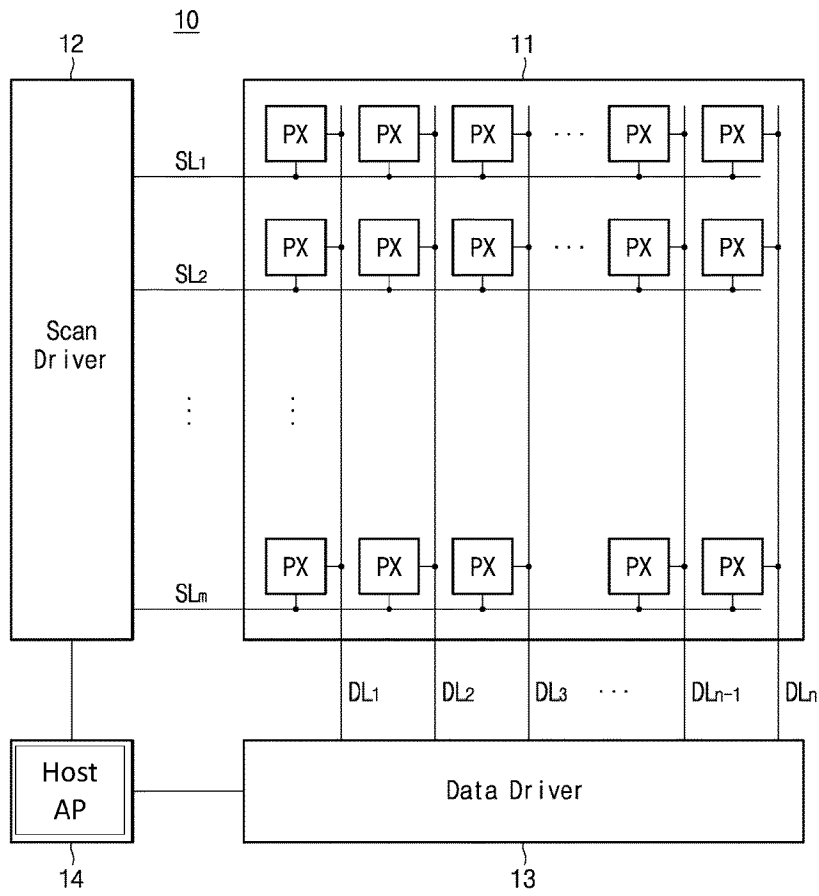 10
12
11
PX PX PX ··· PX PX
SL1
PX PX PX ··· PX PX
SL2
Scan
Driver
PX PX PX PX PX
SLm
DL1 DL2 DL3 ··· DLn-1 DLn
Host
AP
Data Driver
14
13